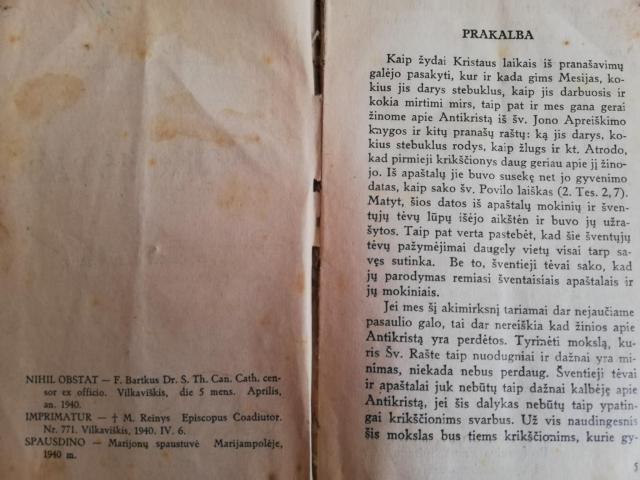 NIHIL OBSTAT — F. Bartkus Dr. S. Th. Can. Cath. cen-
sor ex officio. Vilkaviškis, die 5 mens. Aprilis,
an. 1940.
IMPRIMATUR — † M. Reinys Episcopus Coadiutor.
Nr. 771. Vilkaviškis, 1940. IV. 6.
SPAUSDINO — Marijonų spaustuvė Marijampolėje,
1940 m.
PRAKALBA
Kaip žydai Kristaus laikais iš pranašavimų
galėjo pasakyti, kur ir kada gims Mesijas, ko-
kius jis darys stebuklus, kaip jis darbuosis ir
kokia mirtimi mirs, taip pat ir mes gana gerai
žinome apie Antikristą iš šv. Jono Apreiškimo
knygos ir kitų pranašų raštų: ką jis darys, ko-
kius stebuklus rodys, kaip žlugs ir kt. Atrodo,
kad pirmieji krikščionys daug geriau apie jį žino-
jo. Iš apaštalų jie buvo susekę net jo gyvenimo
datas, kaip sako šv. Povilo laiškas (2. Tes. 2, 7).
Matyt, šios datos iš apaštalų mokinių ir šven-
tųjų tėvų lūpų išėjo aikštėn ir buvo jų užra-
šytos. Taip pat verta pastebėt, kad šie šventųjų
tėvų pažymėjimai daugely vietų visai tarp sa-
vęs sutinka. Be to, šventieji tėvai sako, kad
jų parodymas remiasi šventaisiais apaštalais ir
jų mokiniais.
Jei mes šį akimirksnį tariamai dar nejaučiame
pasaulio galo, tai dar nereiškia kad žinios apie
Antikristą yra perdėtos. Tyrinėti mokslą, ku-
ris Šv. Rašte taip nuodugniai ir dažnai yra mi-
nimas, niekada nebus perdaug. Šventieji tėvai
ir apaštalai juk nebūtų taip dažnai kalbėję apie
Antikristą, jei šis dalykas nebūtų taip ypatin-
gai krikščionims svarbus. Už vis naudingesnis
šis mokslas bus tiems krikščionims, kurie gy-
5